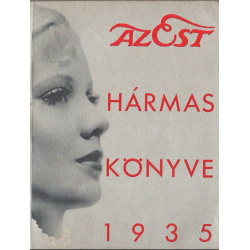 AZ EST
HÁRMAS
KÖNYVE
1935